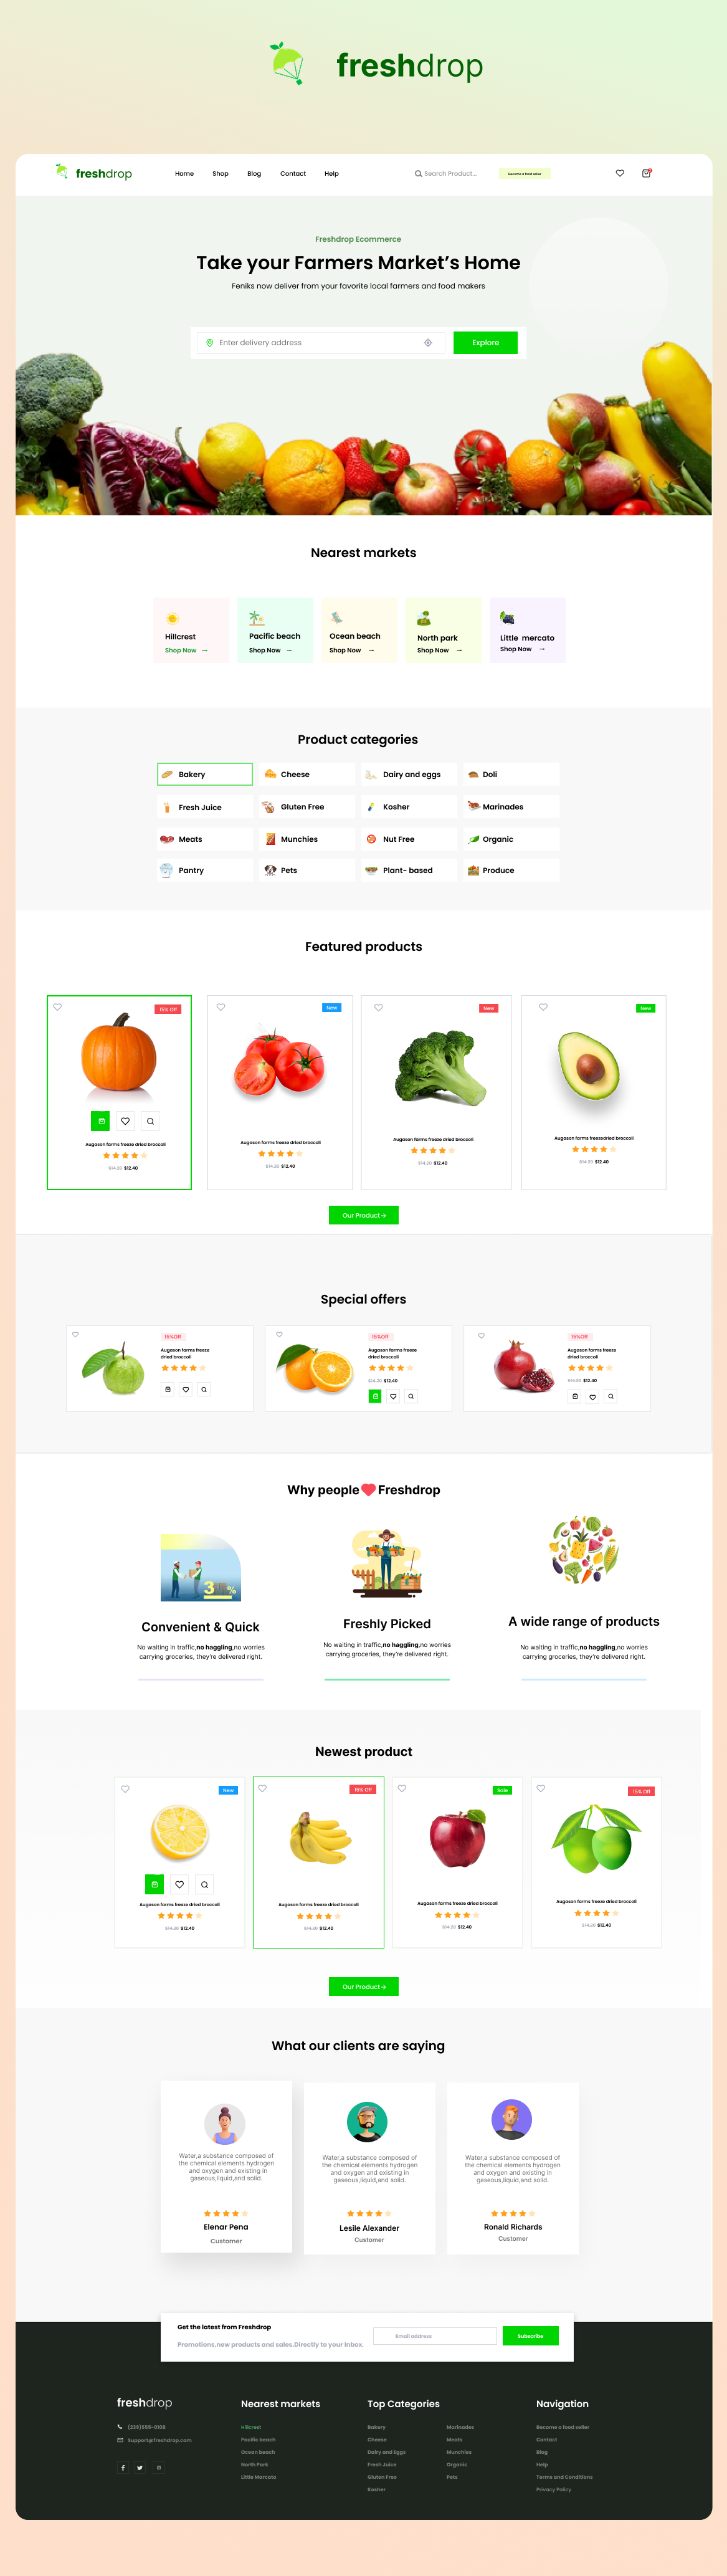 freshdrop
freshdrop
Home Shop Blog Contact Help
Search Product...
Become a food seller
Freshdrop Ecommerce
Take your Farmers Market's Home
Feniks now deliver from your favorite local farmers and food makers
Enter delivery address
Explore
Nearest markets
Hillcrest
Shop Now
Pacific beach
Shop Now
Ocean beach
Shop Now
North park
Shop Now
Little mercato
Shop Now
Product categories
Bakery
Cheese
Dairy and eggs
Doli
Fresh Juice
Gluten Free
Kosher
Marinades
Meats
Munchies
Nut Free
Organic
Pantry
Pets
Plant- based
Produce
Featured products
15% Off
Augason farms freeze dried broccoli
$14.20 $12.40
New
Augason farms freeze dried broccoli
$14.20 $12.40
New
Augason farms freeze dried broccoli
$14.20 $12.40
New
Augason farms freezedried broccoli
$14.20 $12.40
Our Product
Special offers
15%Off
Augason farms freeze
dried broccoli
15%Off
Augason farms freeze
dried broccoli
$14.20 $12.40
15%Off
Augason farms freeze
dried broccoli
$14.20 $12.40
Why people Freshdrop
3 %
Convenient & Quick
No waiting in traffic,no haggling,no worries
carrying groceries, they're delivered right.
Freshly Picked
No waiting in traffic,no haggling,no worries
carrying groceries, they're delivered right.
A wide range of products
No waiting in traffic,no haggling,no worries
carrying groceries, they're delivered right.
Newest product
New
Augason farms freeze dried broccoli
$14.20 $12.40
15% Off
Augason farms freeze dried broccoli
$14.20 $12.40
Sale
Augason farms freeze dried broccoli
$14.20 $12.40
15% Off
Augason farms freeze dried broccoli
$14.20 $12.40
Our Product
What our clients are saying
Water,a substance composed of
the chemical elements hydrogen
and oxygen and existing in
gaseous,liquid,and solid.
Elenar Pena
Customer
Water,a substance composed of
the chemical elements hydrogen
and oxygen and existing in
gaseous,liquid,and solid.
Lesile Alexander
Customer
Water,a substance composed of
the chemical elements hydrogen
and oxygen and existing in
gaseous,liquid,and solid.
Ronald Richards
Customer
Get the latest from Freshdrop
Promotions,new products and sales.Directly to your inbox.
Email address
Subscribe
freshdrop
(239)555-0108
Support@freshdrop.com
Nearest markets
Hillcrest
Pacific beach
Ocean beach
North Park
Little Mercato
Top Categories
Bakery
Cheese
Dairy and Eggs
Fresh Juice
Gluten Free
Kosher
Marinades
Meats
Munchies
Organic
Pets
Navigation
Become a food seller
Contact
Blog
Help
Terms and Conditions
Privacy Policy